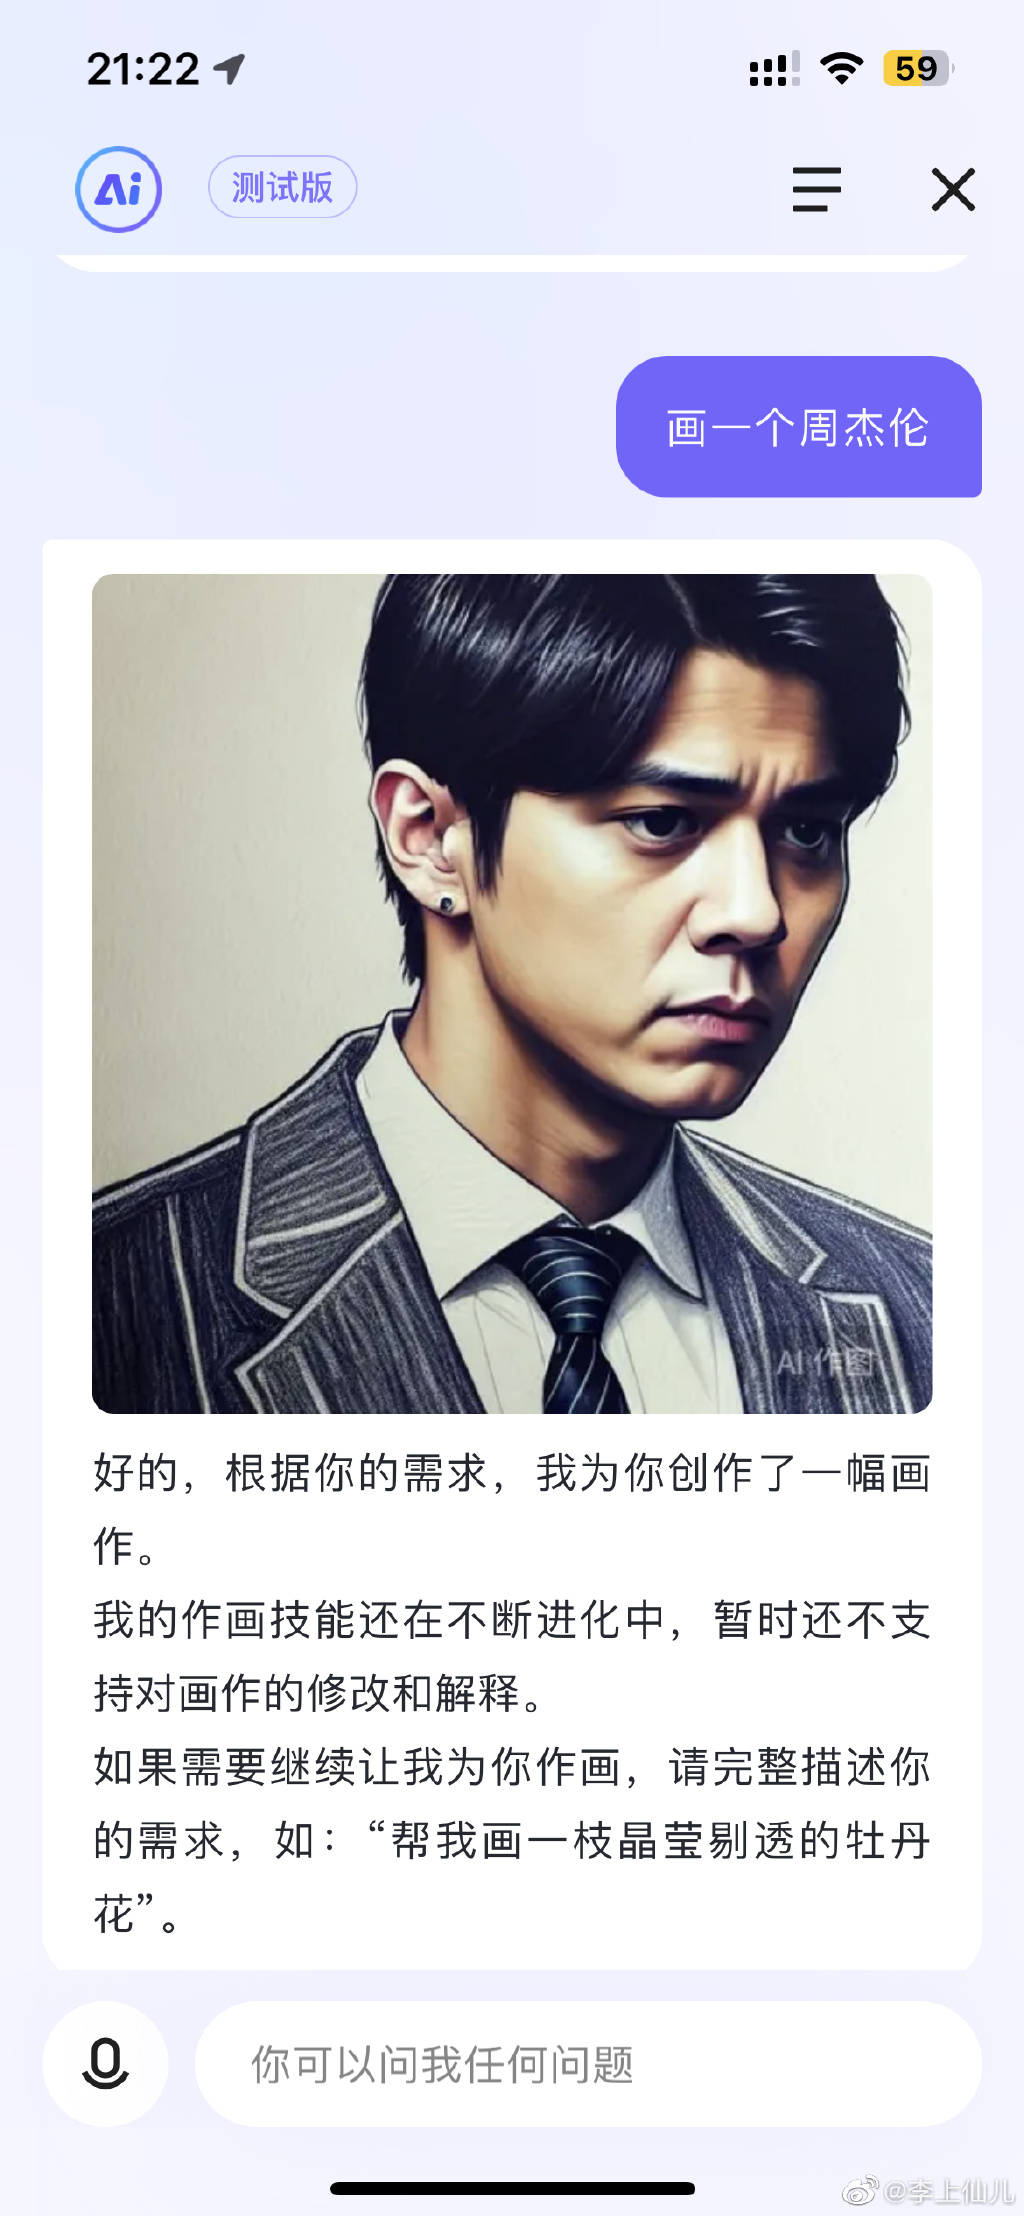 21:22
59
Ai 测试版
画一个周杰伦
AI 作图
好的，根据你的需求，我为你创作了一幅画
作。
我的作画技能还在不断进化中，暂时还不支
持对画作的修改和解释。
如果需要继续让我为你作画，请完整描述你
的需求，如：“帮我画一枝晶莹剔透的牡丹
花”。
你可以问我任何问题
@李上仙儿